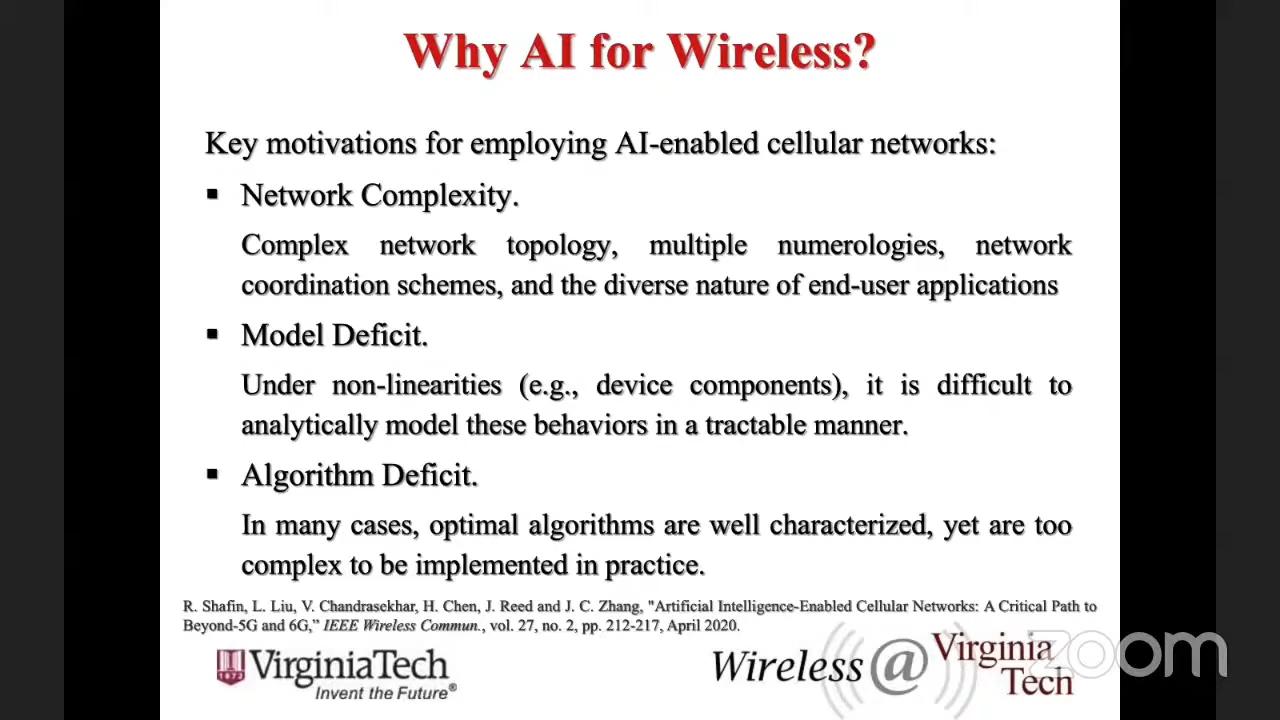 Why AI for Wireless?
Key motivations for employing AI-enabled cellular networks:
▪ Network Complexity.
Complex network topology, multiple numerologies, network
coordination schemes, and the diverse nature of end-user applications
▪ Model Deficit.
Under non-linearities (e.g., device components), it is difficult to
analytically model these behaviors in a tractable manner.
▪ Algorithm Deficit.
In many cases, optimal algorithms are well characterized, yet are too
complex to be implemented in practice.
R. Shafin, L. Liu, V. Chandrasekhar, H. Chen, J. Reed and J. C. Zhang, "Artificial Intelligence-Enabled Cellular Networks: A Critical Path to
Beyond-5G and 6G,” IEEE Wireless Commun., vol. 27, no. 2, pp. 212-217, April 2020.
1872
VirginiaTech
Invent the Future®
Wireless @ Virginia
Tech
zoom